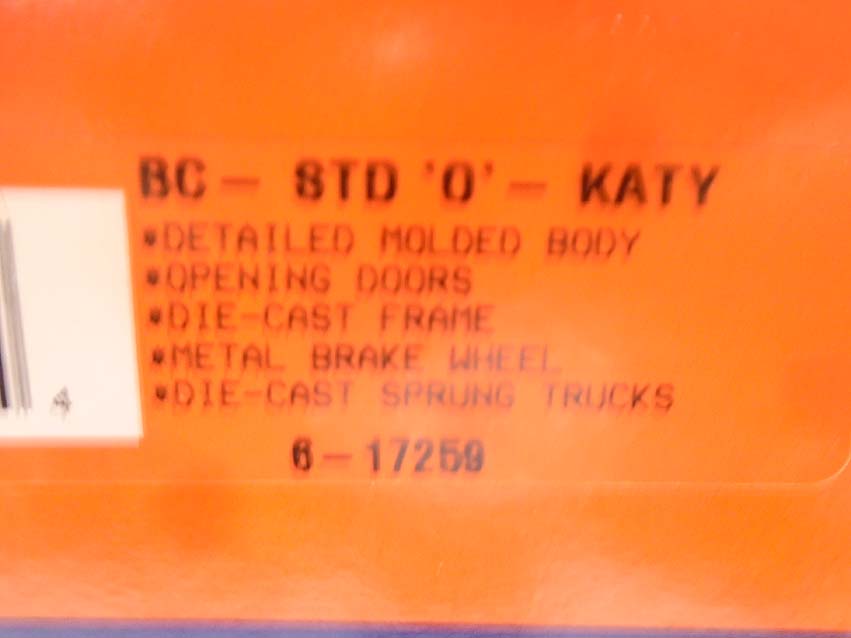 BC - STD 'O' - KATY
*DETAILED MOLDED BODY
*OPENING DOORS
*DIE-CAST FRAME
*METAL BRAKE WHEEL
*DIE-CAST SPRUNG TRUCKS
4
6-17259